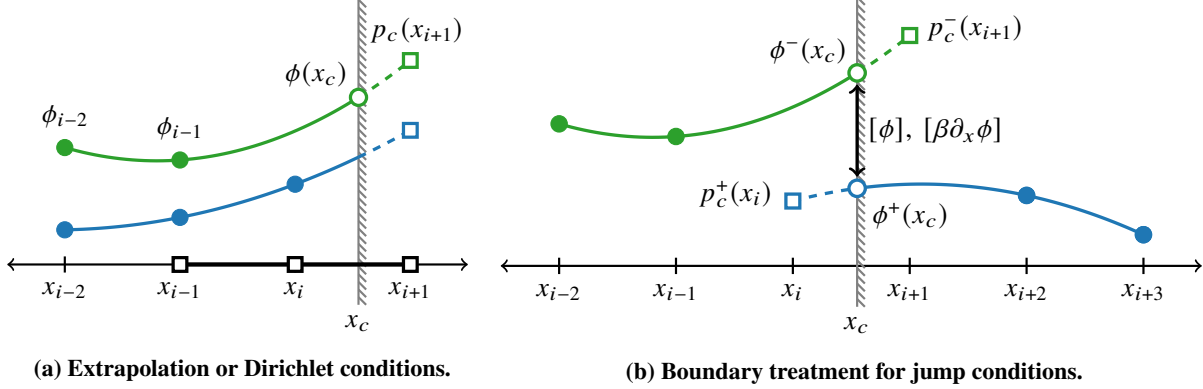 p_c(x_{i+1})
ϕ(x_c)
ϕ_{i−2}
ϕ_{i−1}
x_{i−2} x_{i−1} x_i x_{i+1}
x_c
(a) Extrapolation or Dirichlet conditions.
p_c^−(x_{i+1})
ϕ^−(x_c)
[ϕ], [β∂_xϕ]
p_c^+(x_i)
ϕ^+(x_c)
x_{i−2} x_{i−1} x_i x_{i+1} x_{i+2} x_{i+3}
x_c
(b) Boundary treatment for jump conditions.